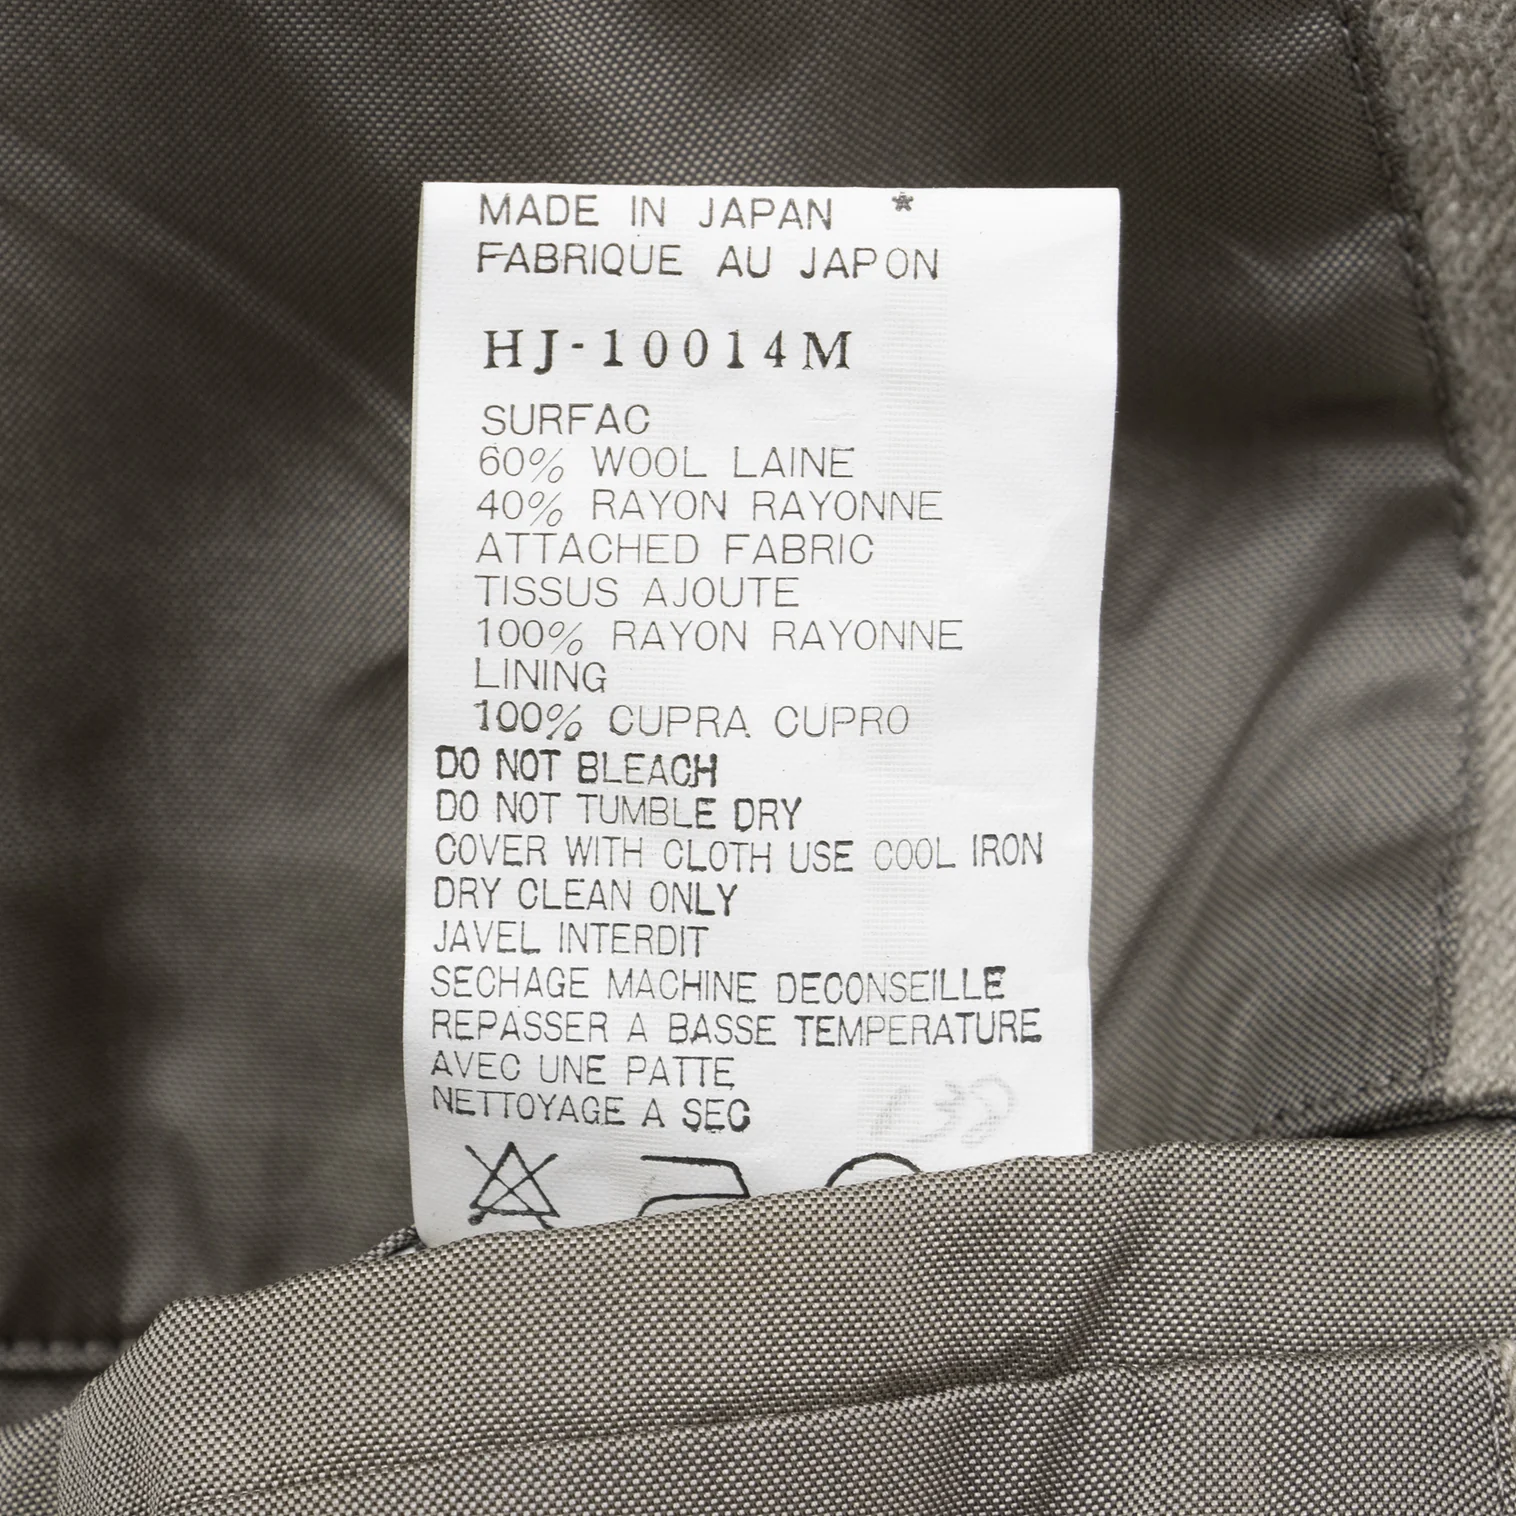 MADE IN JAPAN *
FABRIQUE AU JAPON
HJ-10014M
SURFAC
60% WOOL LAINE
40% RAYON RAYONNE
ATTACHED FABRIC
TISSUS AJOUTE
100% RAYON RAYONNE
LINING
100% CUPRA CUPRO
DO NOT BLEACH
DO NOT TUMBLE DRY
COVER WITH CLOTH USE COOL IRON
DRY CLEAN ONLY
JAVEL INTERDIT
SECHAGE MACHINE DECONSEILLE
REPASSER A BASSE TEMPERATURE
AVEC UNE PATTE
NETTOYAGE A SEC